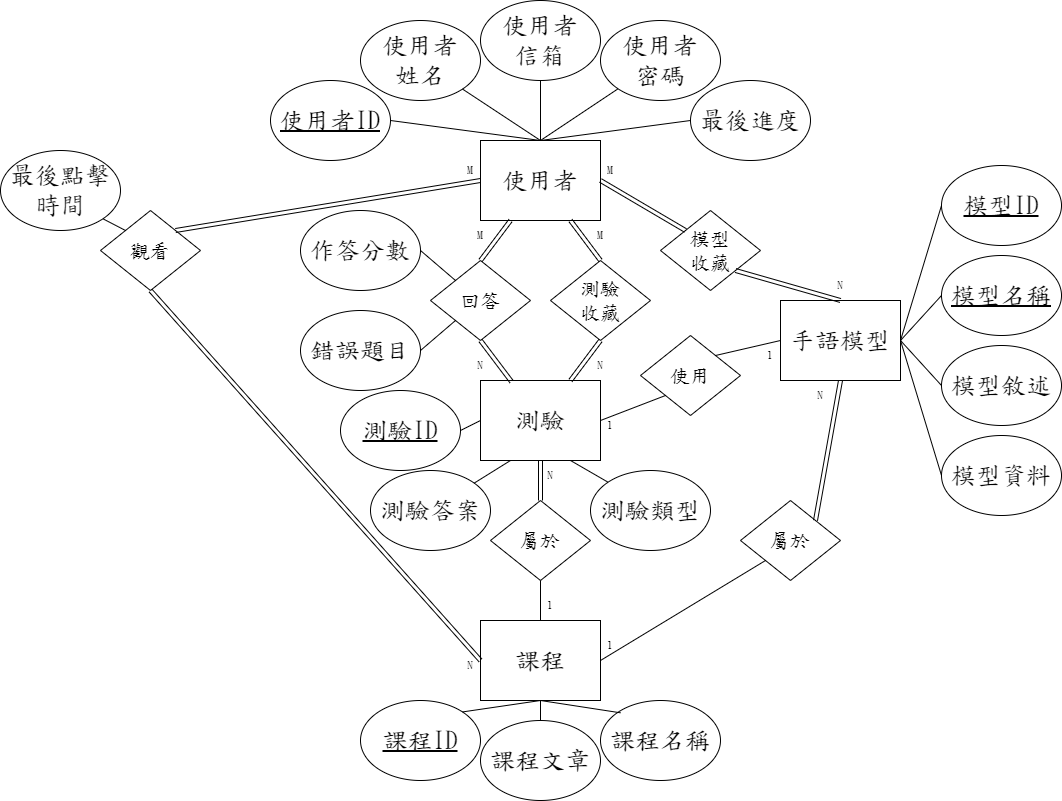 使用者
信箱
使用者
姓名
使用者
密碼
使用者ID
最後進度
最後點擊
時間
使用者
M
M
觀看
作答分數
M
M
模型
收藏
模型ID
回答
測驗
收藏
N
模型名稱
錯誤題目
N
N
手語模型
1
使用
模型敘述
N
測驗ID
測驗
1
N
模型資料
測驗答案
測驗類型
屬於
屬於
1
1
課程
N
課程ID
課程文章
課程名稱